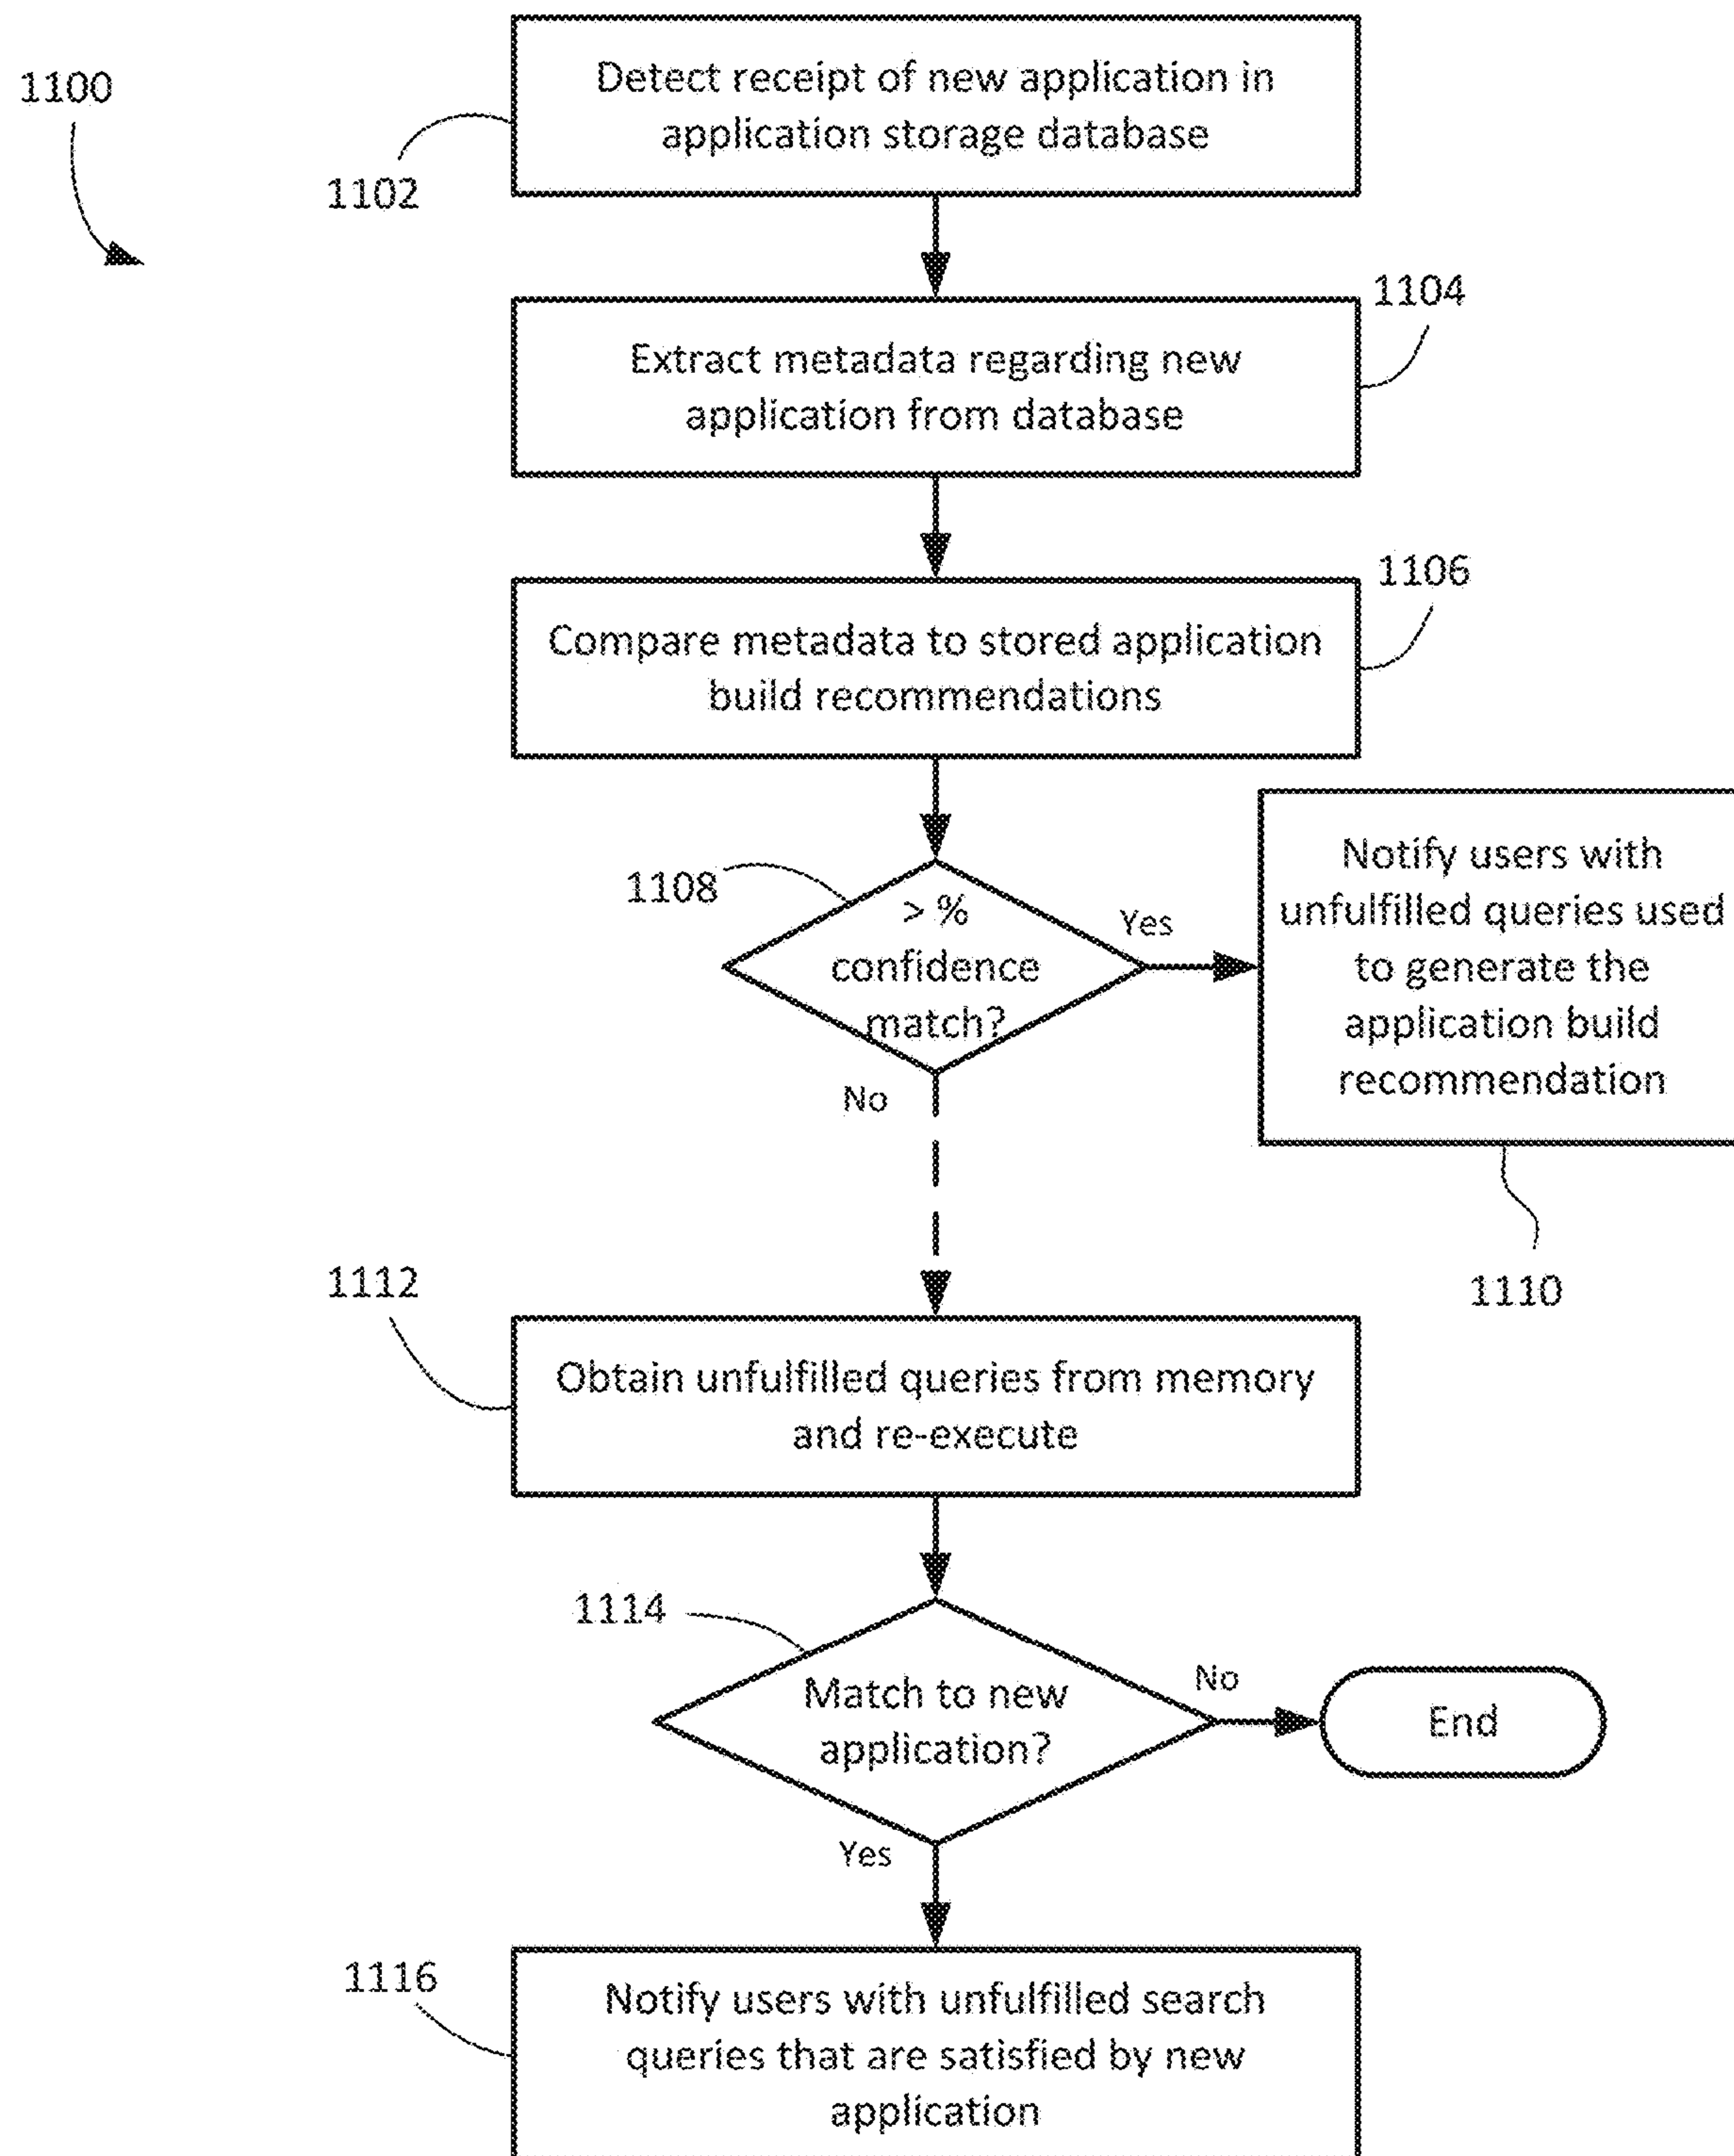 1100
Detect receipt of new application in
application storage database
1102
1104
Extract metadata regarding new
application from database
1106
Compare metadata to stored application
build recommendations
1108
> %
confidence
match?
Yes
No
Notify users with
unfulfilled queries used
to generate the
application build
recommendation
1110
1112
Obtain unfulfilled queries from memory
and re-execute
1114
Match to new
application?
No
End
Yes
1116
Notify users with unfulfilled search
queries that are satisfied by new
application